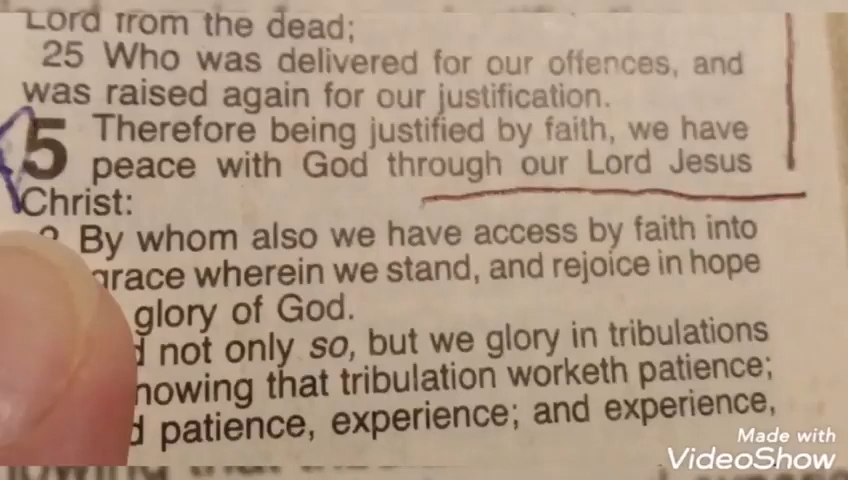 Lord from the dead;
25 Who was delivered for our offences, and
was raised again for our justification.
5 Therefore being justified by faith, we have
peace with God through our Lord Jesus
Christ:
2 By whom also we have access by faith into
grace wherein we stand, and rejoice in hope
glory of God.
not only so, but we glory in tribulations
nowing that tribulation worketh patience;
patience, experience; and experience,
Made with
VideoShow